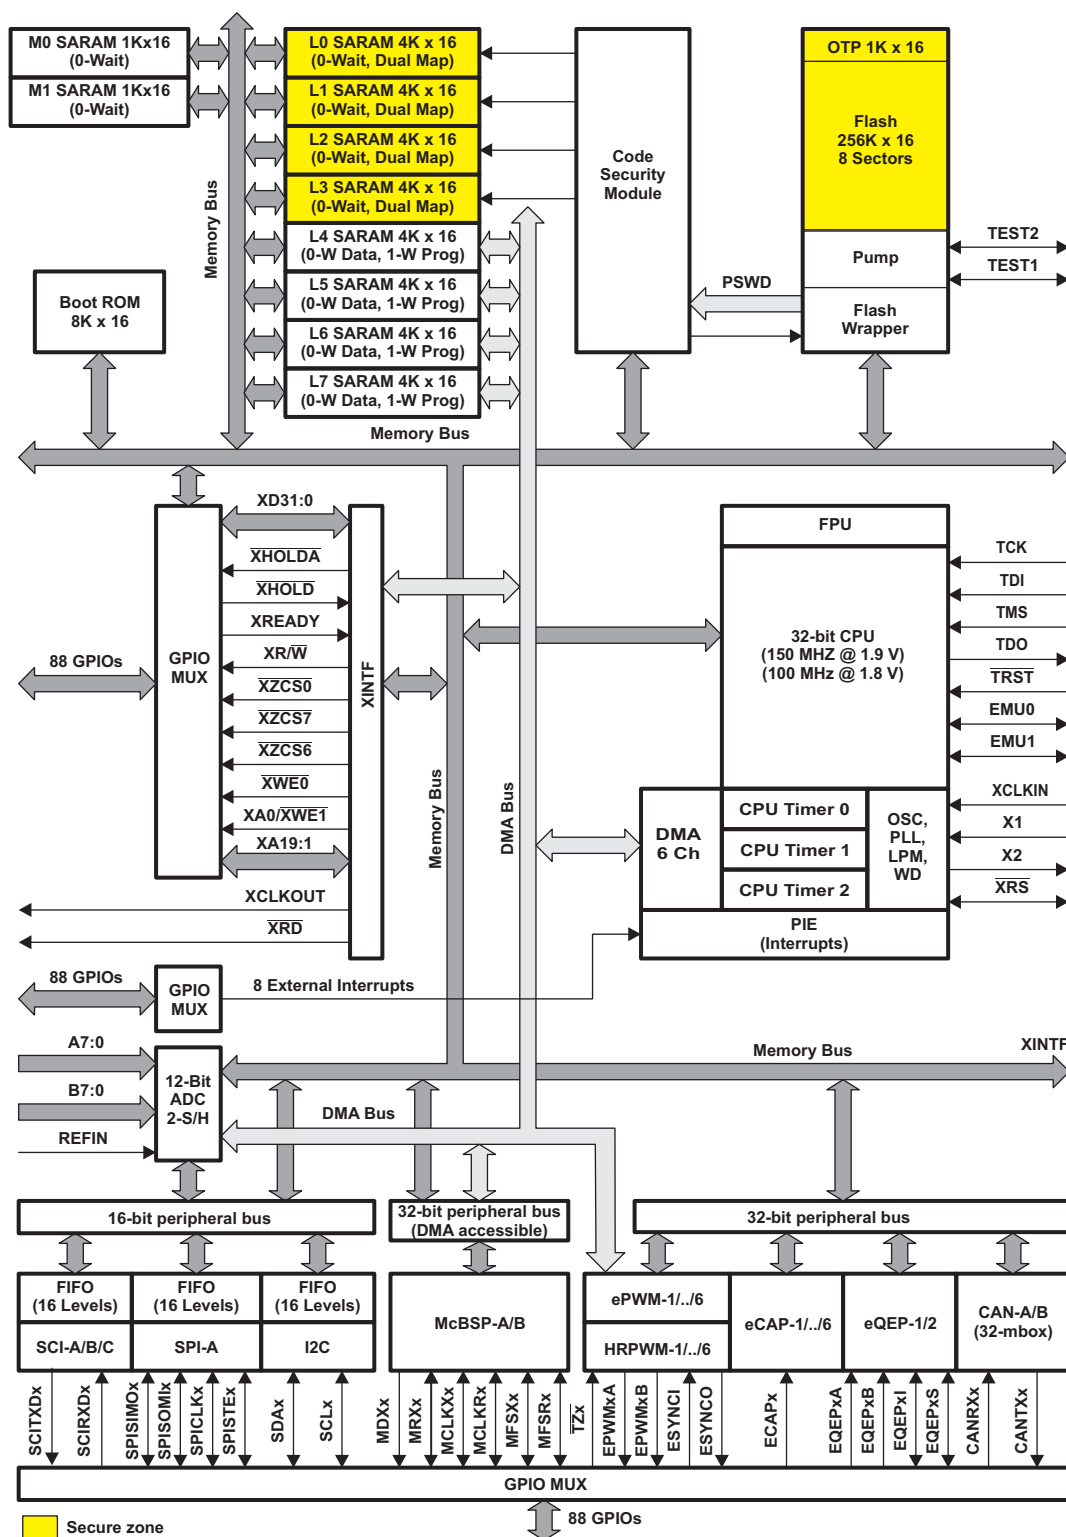 M0 SARAM 1Kx16
(0-Wait)
M1 SARAM 1Kx16
(0-Wait)
L0 SARAM 4K x 16
(0-Wait, Dual Map)
L1 SARAM 4K x 16
(0-Wait, Dual Map)
L2 SARAM 4K x 16
(0-Wait, Dual Map)
L3 SARAM 4K x 16
(0-Wait, Dual Map)
L4 SARAM 4K x 16
(0-W Data, 1-W Prog)
L5 SARAM 4K x 16
(0-W Data, 1-W Prog)
L6 SARAM 4K x 16
(0-W Data, 1-W Prog)
L7 SARAM 4K x 16
(0-W Data, 1-W Prog)
Memory Bus
Code
Security
Module
OTP 1K x 16
Flash
256K x 16
8 Sectors
Pump
Flash
Wrapper
TEST2
TEST1
PSWD
Boot ROM
8K x 16
Memory Bus
XD31:0
XHOLDA
XHOLD
XREADY
XR/W
XZCS0
XZCS7
XZCS6
XWE0
XA0/XWE1
XA19:1
XCLKOUT
XRD
88 GPIOs
GPIO
MUX
XINTF
Memory Bus
DMA Bus
FPU
32-bit CPU
(150 MHZ @ 1.9 V)
(100 MHz @ 1.8 V)
TCK
TDI
TMS
TDO
TRST
EMU0
EMU1
XCLKIN
X1
X2
XRS
DMA
6 Ch
CPU Timer 0
CPU Timer 1
CPU Timer 2
OSC,
PLL,
LPM,
WD
PIE
(Interrupts)
88 GPIOs
GPIO
MUX
8 External Interrupts
A7:0
B7:0
REFIN
12-Bit
ADC
2-S/H
Memory Bus
XINTF
DMA Bus
16-bit peripheral bus
32-bit peripheral bus
(DMA accessible)
32-bit peripheral bus
FIFO
(16 Levels)
SCI-A/B/C
FIFO
(16 Levels)
SPI-A
FIFO
(16 Levels)
I2C
McBSP-A/B
ePWM-1/../6
HRPWM-1/../6
eCAP-1/../6
eQEP-1/2
CAN-A/B
(32-mbox)
SCITXDx
SCIRXDx
SPISIMOx
SPISOMIx
SPICLKx
SPISTEx
SDAx
SCLx
MDXx
MRXx
MCLKXx
MCLKRx
MFSXx
MFSRx
TZx
EPWMxA
EPWMxB
ESYNCI
ESYNCO
ECAPx
EQEPxA
EQEPxB
EQEPxI
EQEPxS
CANRXx
CANTXx
GPIO MUX
88 GPIOs
Secure zone